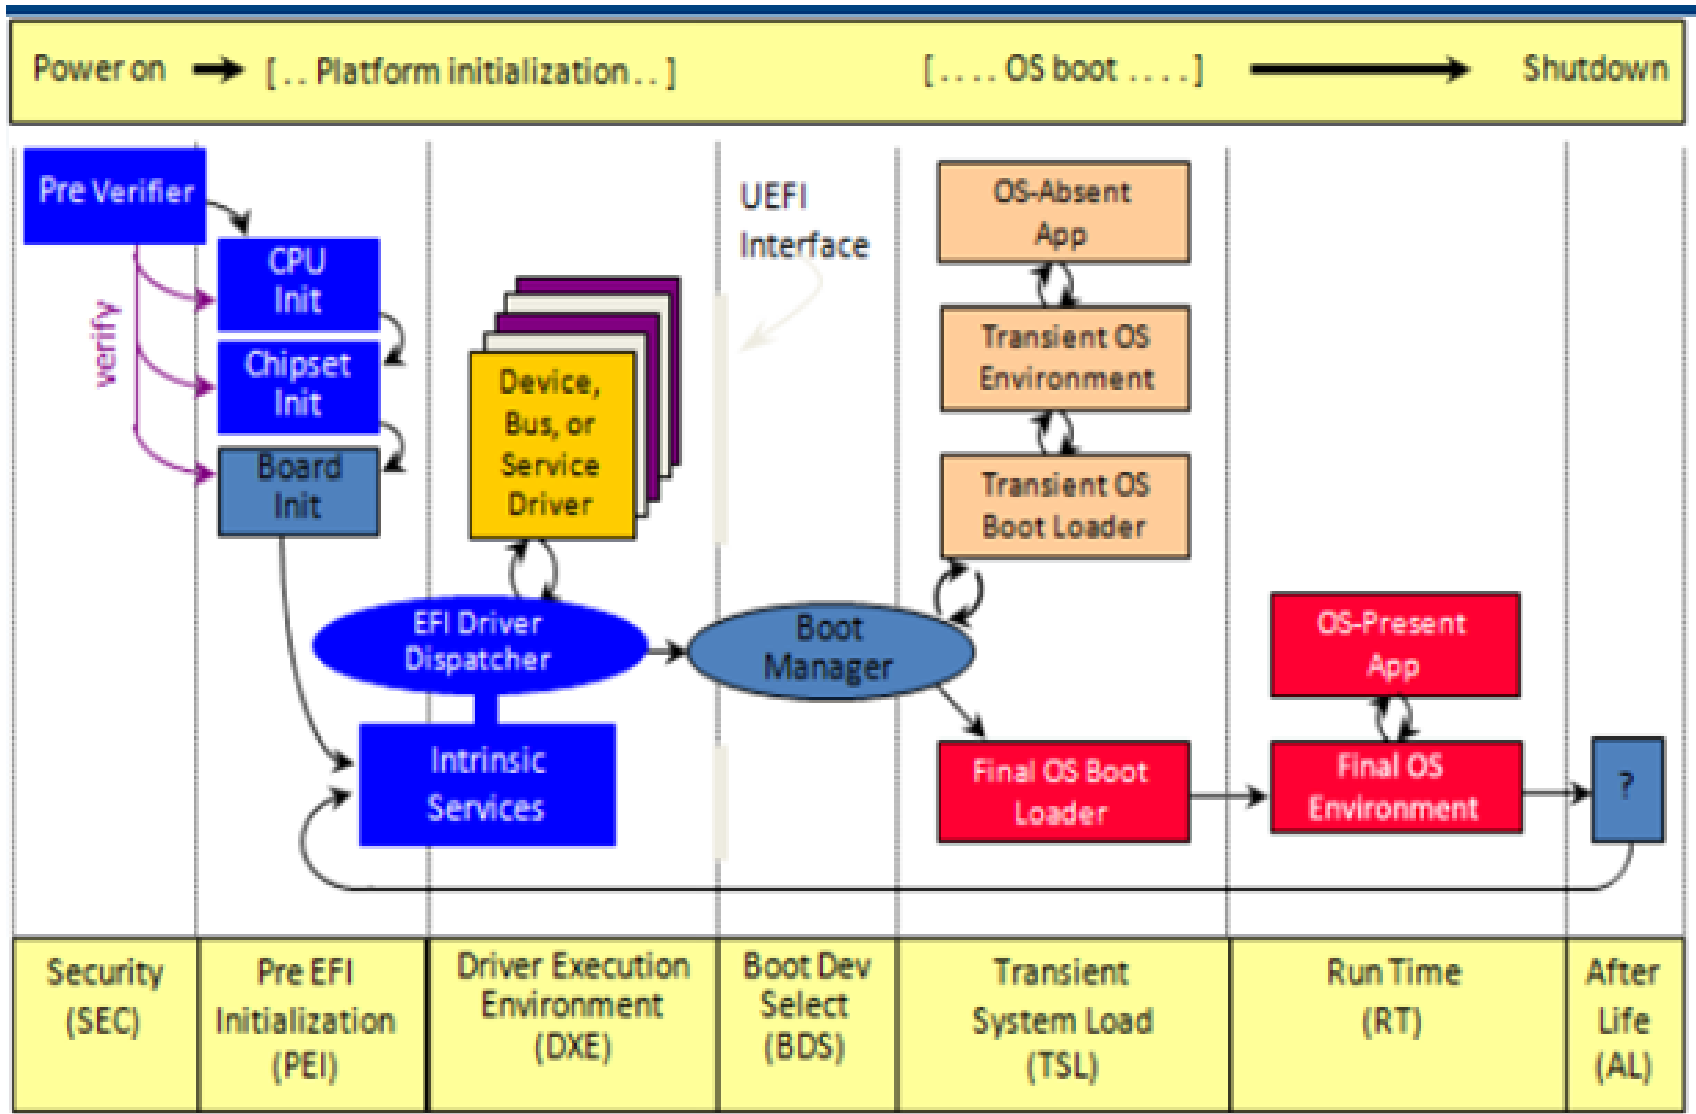 Power on [ . . Platform initialization . . ] [ . . . . OS boot . . . . ] Shutdown
Pre Verifier
verify
CPU
Init
Chipset
Init
Board
Init
Device,
Bus, or
Service
Driver
EFI Driver
Dispatcher
Intrinsic
Services
UEFI
Interface
Boot
Manager
OS-Absent
App
Transient OS
Environment
Transient OS
Boot Loader
Final OS Boot
Loader
OS-Present
App
Final OS
Environment
?
Security
(SEC)
Pre EFI
Initialization
(PEI)
Driver Execution
Environment
(DXE)
Boot Dev
Select
(BDS)
Transient
System Load
(TSL)
Run Time
(RT)
After
Life
(AL)